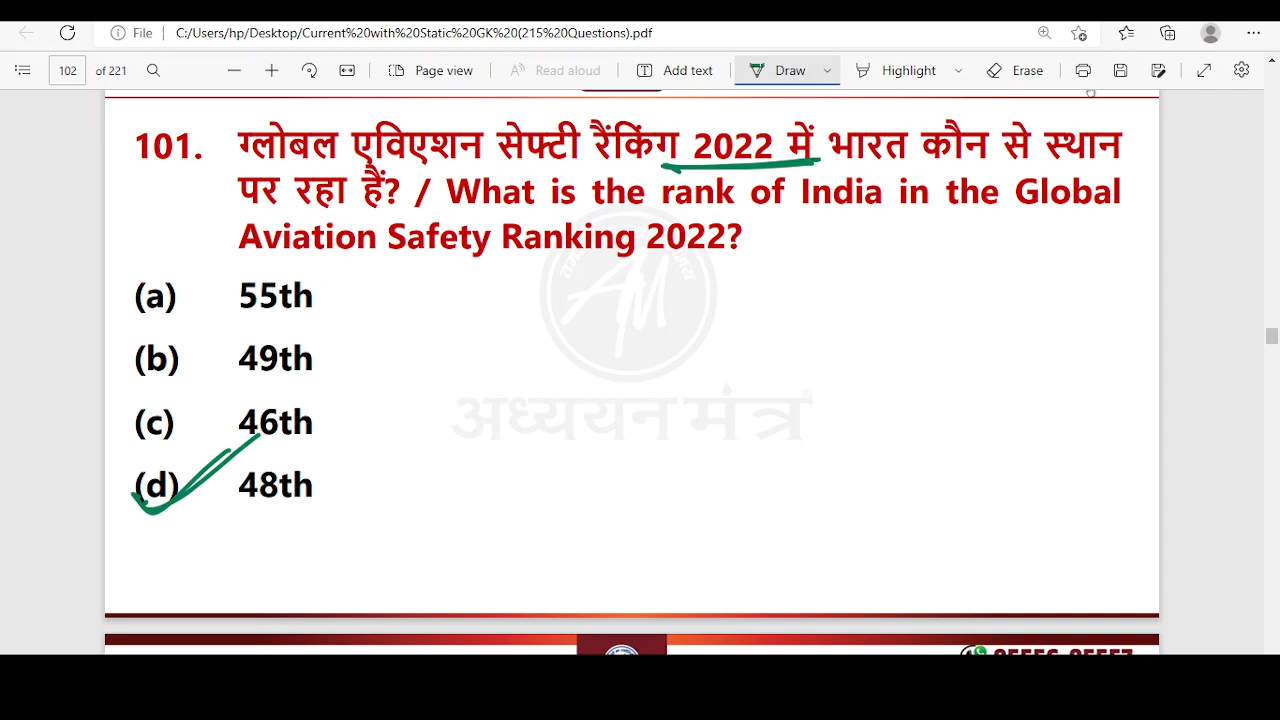 File C:/Users/hp/Desktop/Current%20with%20Static%20GK%20(215%20Questions).pdf
102 of 221 Page view Read aloud Add text Draw Highlight Erase
101. ग्लोबल एविएशन सेफ्टी रैंकिंग 2022 में भारत कौन से स्थान
पर रहा हैं? / What is the rank of India in the Global
Aviation Safety Ranking 2022?
(a) 55th
(b) 49th
(c) 46th
(d) 48th
AM
अध्ययन मंत्र